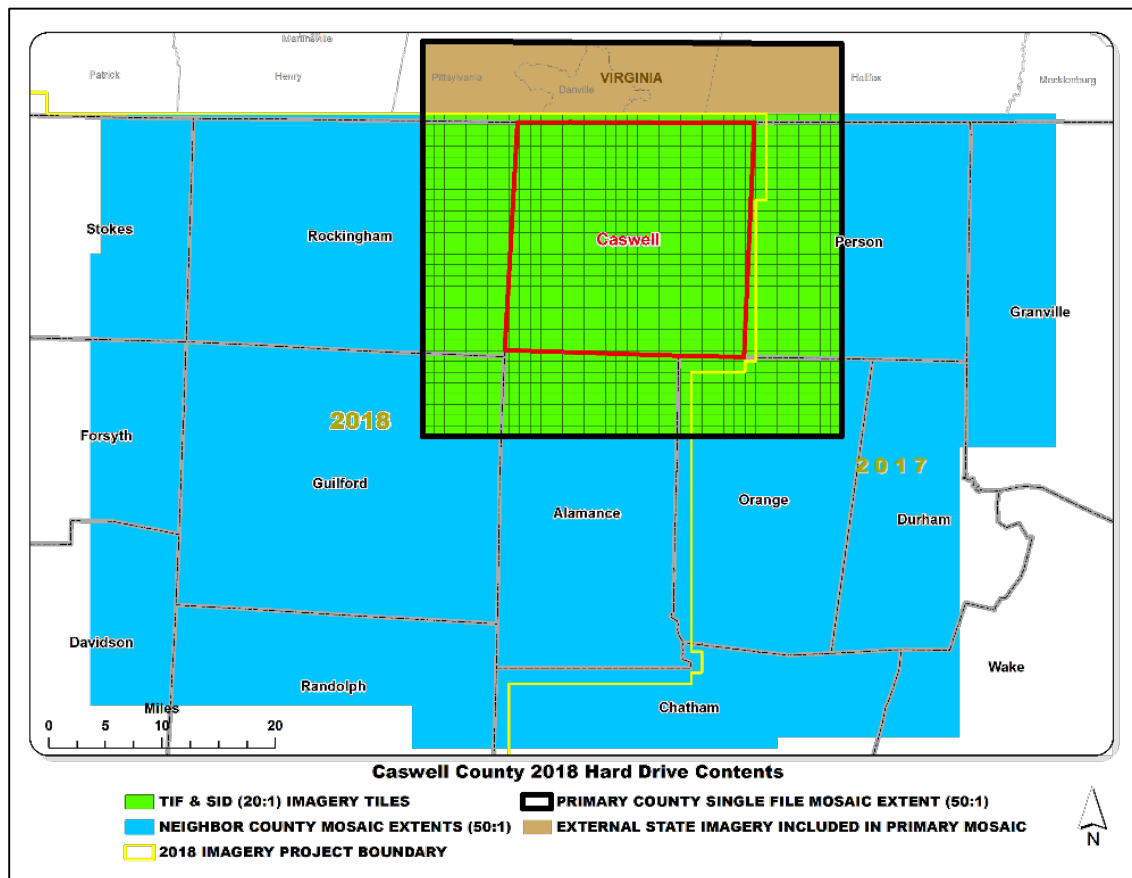 Martinsville
Patrick
Henry
Pittsylvania
VIRGINIA
Danville
Halifax
Mecklenburg
Stokes
Rockingham
Caswell
Person
Granville
2018
Forsyth
Guilford
Alamance
Orange
2017
Durham
Davidson
Randolph
Chatham
Wake
Miles
0 5 10 20
Caswell County 2018 Hard Drive Contents
TIF & SID (20:1) IMAGERY TILES
PRIMARY COUNTY SINGLE FILE MOSAIC EXTENT (50:1)
NEIGHBOR COUNTY MOSAIC EXTENTS (50:1)
EXTERNAL STATE IMAGERY INCLUDED IN PRIMARY MOSAIC
2018 IMAGERY PROJECT BOUNDARY
N